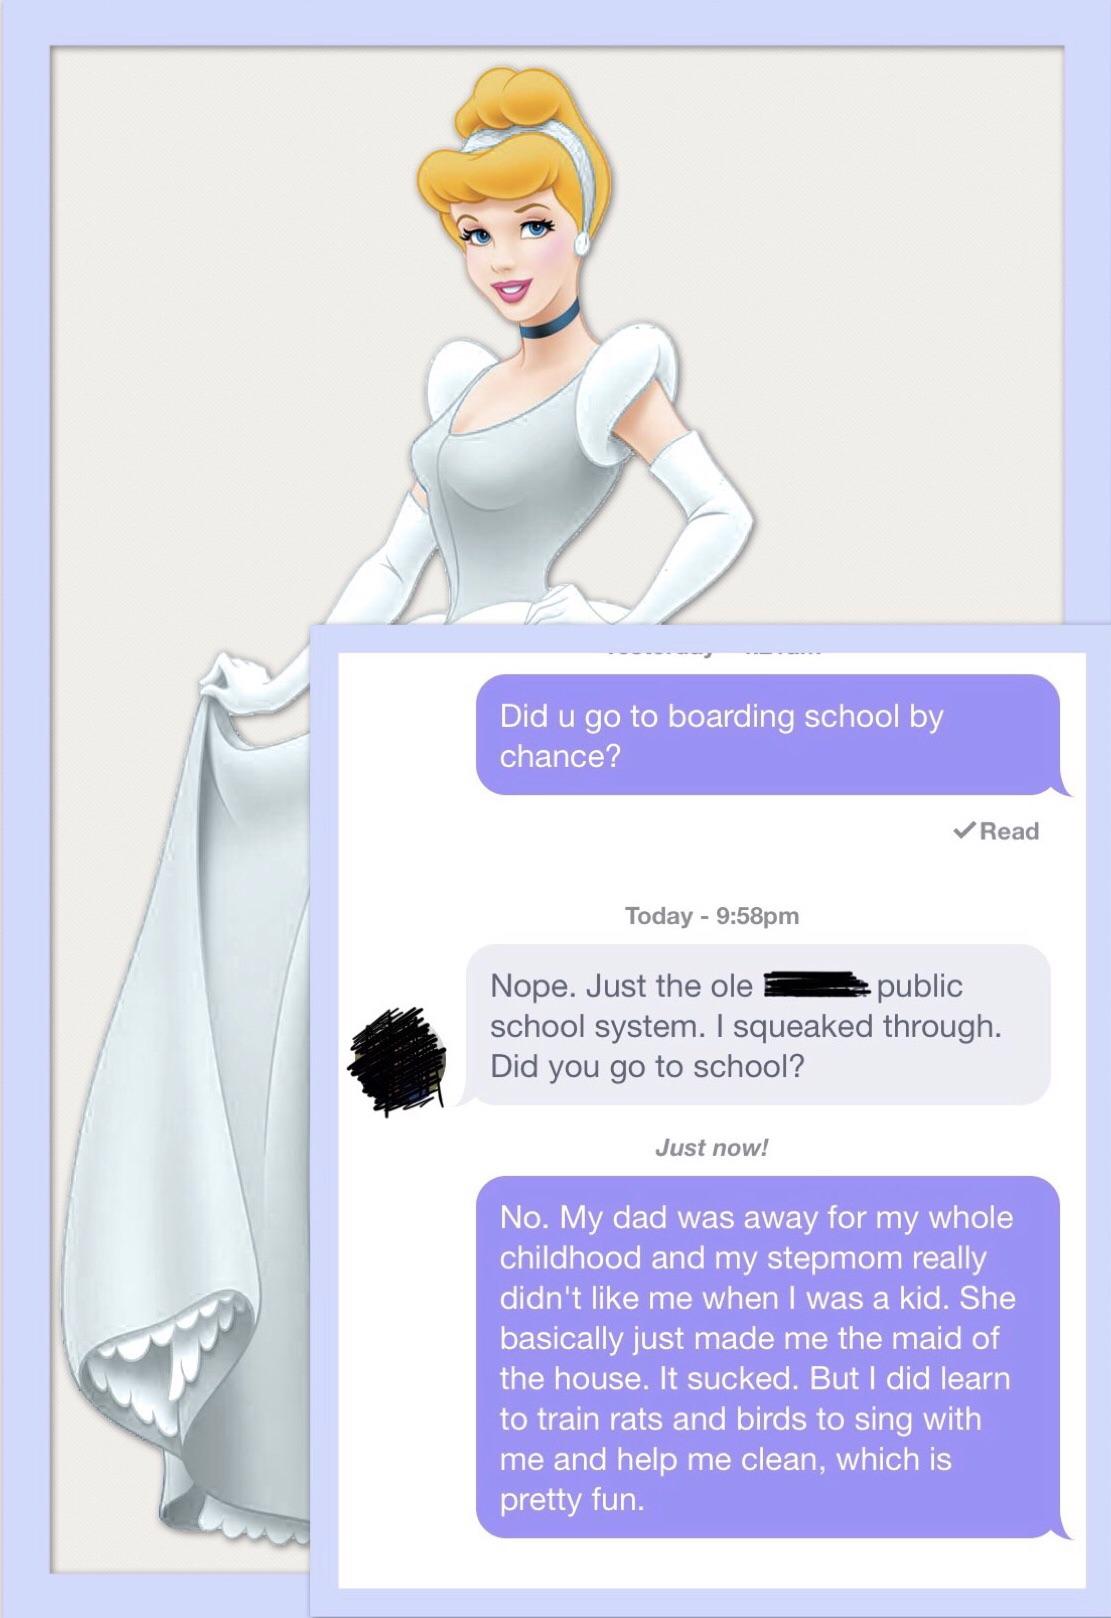 Did u go to boarding school by
chance?
✓Read
Today - 9:58pm
Nope. Just the ole public
school system. I squeaked through.
Did you go to school?
Just now!
No. My dad was away for my whole
childhood and my stepmom really
didn't like me when I was a kid. She
basically just made me the maid of
the house. It sucked. But I did learn
to train rats and birds to sing with
me and help me clean, which is
pretty fun.